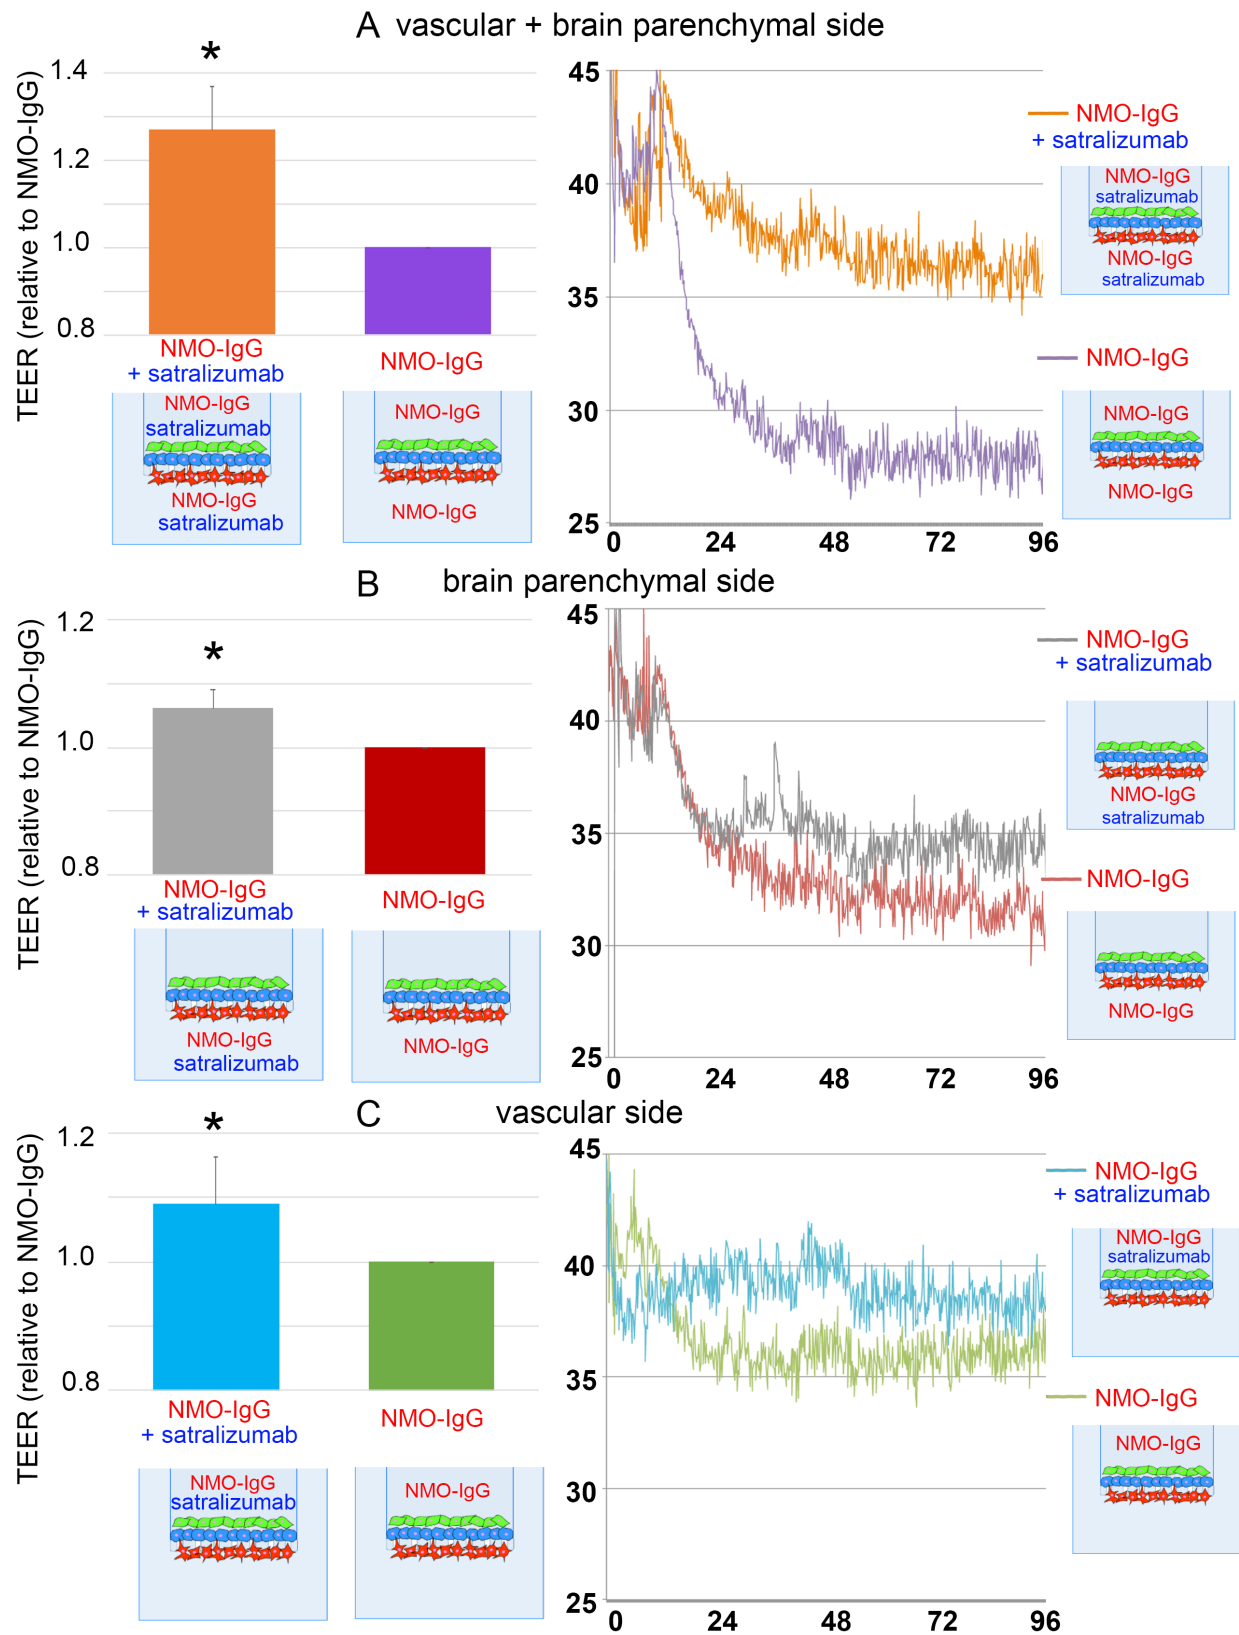 A vascular + brain parenchymal side
TEER (relative to NMO-IgG)
*
1.4
1.2
1.0
0.8
NMO-IgG
+ satralizumab
NMO-IgG
NMO-IgG
satralizumab
NMO-IgG
satralizumab
NMO-IgG
NMO-IgG
45
40
35
30
25
0 24 48 72 96
NMO-IgG
+ satralizumab
NMO-IgG
satralizumab
NMO-IgG
satralizumab
NMO-IgG
NMO-IgG
NMO-IgG
B brain parenchymal side
TEER (relative to NMO-IgG)
*
1.2
1.0
0.8
NMO-IgG
+ satralizumab
NMO-IgG
NMO-IgG
satralizumab
NMO-IgG
45
40
35
30
25
0 24 48 72 96
NMO-IgG
+ satralizumab
NMO-IgG
satralizumab
NMO-IgG
NMO-IgG
C vascular side
TEER (relative to NMO-IgG)
*
1.2
1.0
0.8
NMO-IgG
+ satralizumab
NMO-IgG
NMO-IgG
satralizumab
NMO-IgG
45
40
35
30
25
0 24 48 72 96
NMO-IgG
+ satralizumab
NMO-IgG
satralizumab
NMO-IgG
NMO-IgG